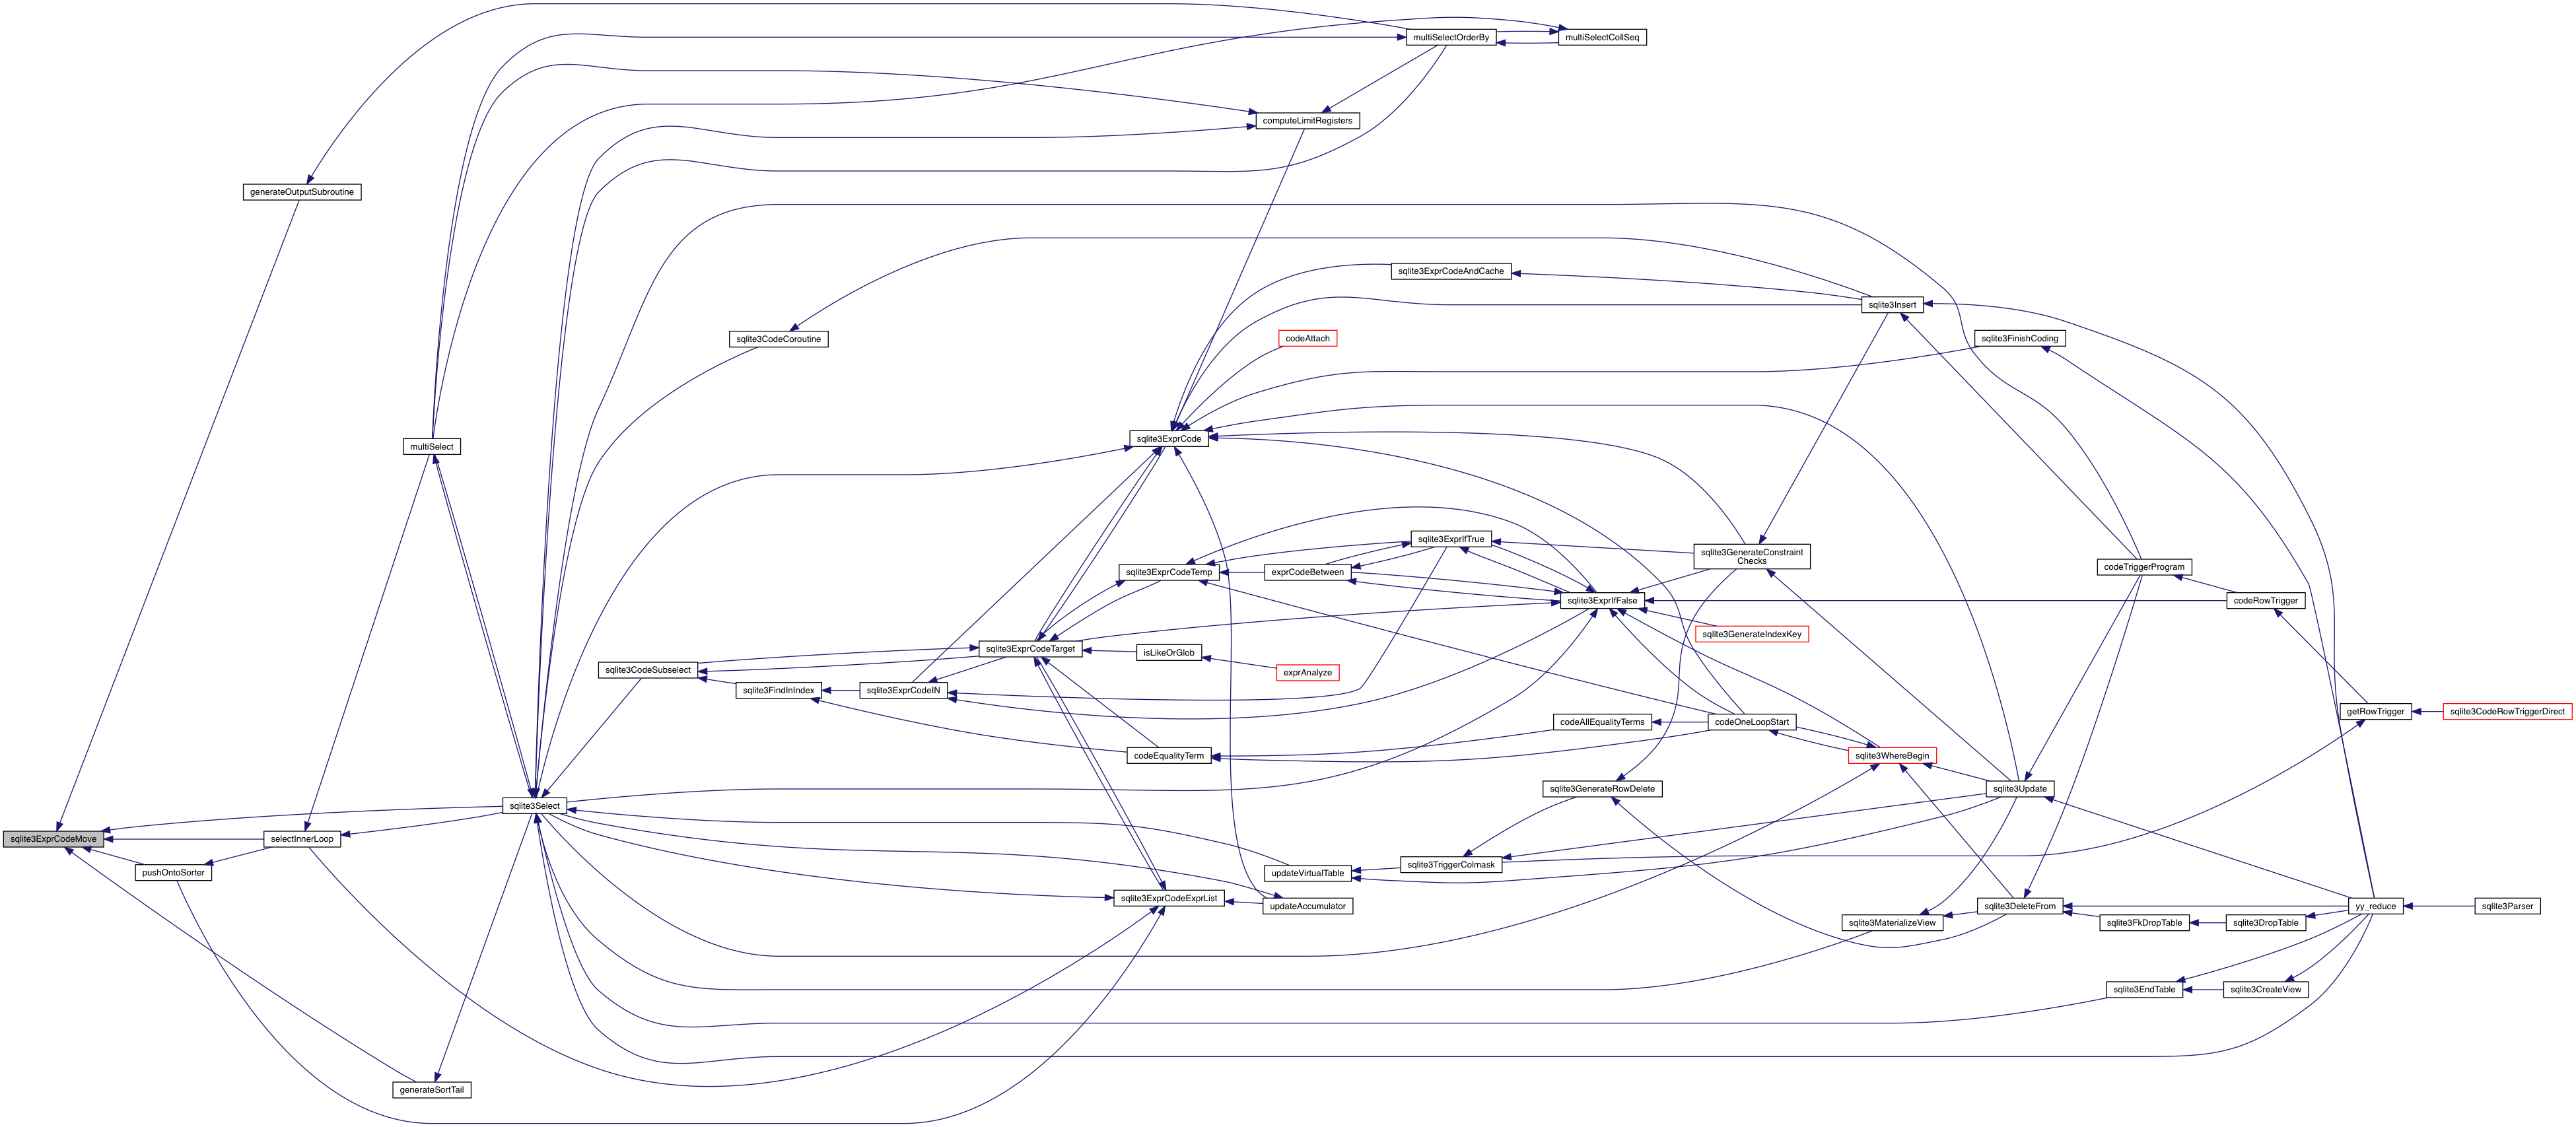 multiSelectOrderBy
multiSelectCollSeq
computeLimitRegisters
generateOutputSubroutine
sqlite3ExprCodeAndCache
sqlite3Insert
sqlite3CodeCoroutine
codeAttach
sqlite3FinishCoding
multiSelect
sqlite3ExprCode
sqlite3ExprIfTrue
sqlite3GenerateConstraint
Checks
sqlite3ExprCodeTemp
exprCodeBetween
codeTriggerProgram
sqlite3ExprIfFalse
codeRowTrigger
sqlite3GenerateIndexKey
sqlite3ExprCodeTarget
isLikeOrGlob
sqlite3CodeSubselect
exprAnalyze
sqlite3FindInIndex
sqlite3ExprCodeIN
codeAllEqualityTerms
codeOneLoopStart
getRowTrigger
sqlite3CodeRowTriggerDirect
codeEqualityTerm
sqlite3WhereBegin
sqlite3GenerateRowDelete
sqlite3Update
sqlite3Select
sqlite3ExprCodeMove
selectInnerLoop
pushOntoSorter
updateVirtualTable
sqlite3TriggerColmask
sqlite3ExprCodeExprList
updateAccumulator
sqlite3DeleteFrom
yy_reduce
sqlite3Parser
sqlite3MaterializeView
sqlite3FkDropTable
sqlite3DropTable
sqlite3EndTable
sqlite3CreateView
generateSortTail